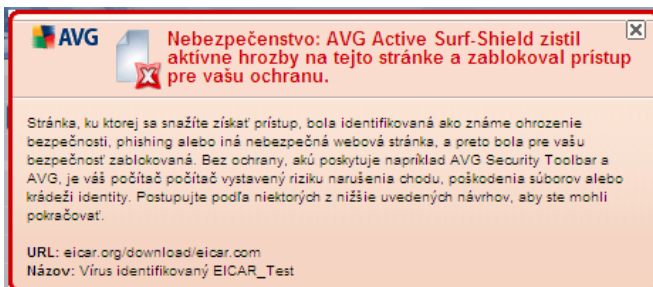 AVG
Nebezpečenstvo: AVG Active Surf-Shield zistil
aktívne hrozby na tejto stránke a zablokoval prístup
pre vašu ochranu.
Stránka, ku ktorej sa snažíte získať prístup, bola identifikovaná ako známe ohrozenie
bezpečnosti, phishing alebo iná nebezpečná webová stránka, a preto bola pre vašu
bezpečnosť zablokovaná. Bez ochrany, akú poskytuje napríklad AVG Security Toolbar a
AVG, je váš počítač počítač vystavený riziku narušenia chodu, poškodenia súborov alebo
krádeži identity. Postupujte podľa niektorých z nižšie uvedených návrhov, aby ste mohli
pokračovať.
URL: eicar.org/download/eicar.com
Názov: Vírus identifikovaný EICAR_Test